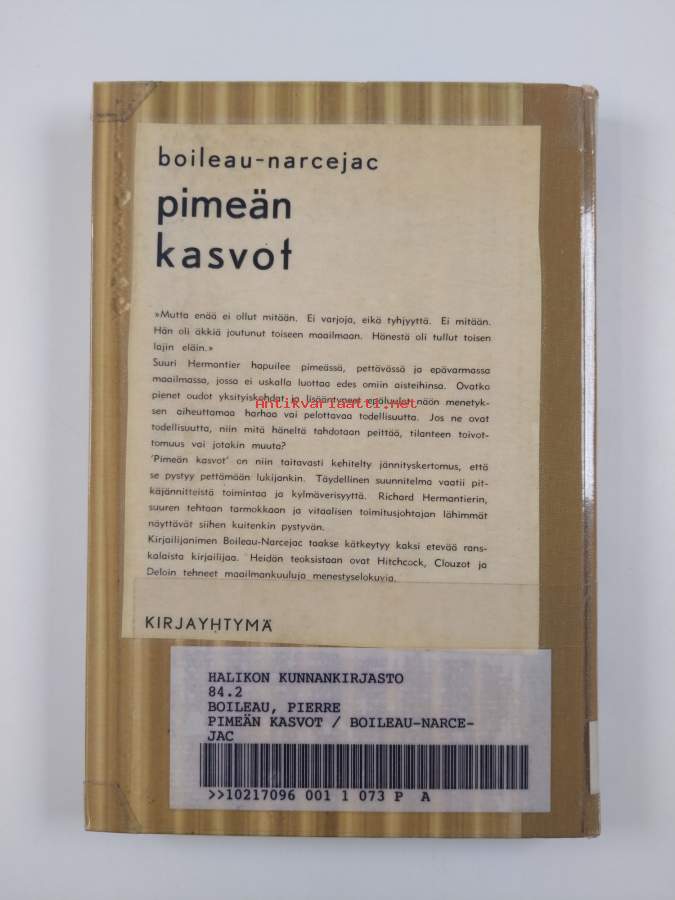 boileau-narcejac
pimeän
kasvot
»Mutta enää ei ollut mitään. Ei varjoja, eikä tyhjyyttä. Ei mitään.
Hän oli äkkiä joutunut toiseen maailmaan. Hänestä oli tullut toisen
lajin eläin.»
Suuri Hermantier hapuilee pimeässä, pettävässä ja epävarmassa
maailmassa, jossa ei uskalla luottaa edes omiin aisteihinsa. Ovatko
pienet oudot yksityiskohdat ja lisääntyneet epäluulot näön menetyk-
Antikvariaatti.net
sen aiheuttamaa harhaa vai pelottavaa todellisuutta. Jos ne ovat
todellisuutta, niin mitä häneltä tahdotaan peittää, tilanteen toivot-
tomuus vai jotakin muuta?
'Pimeän kasvot' on niin taitavasti kehitelty jännityskertomus, että
se pystyy pettämään lukijankin. Täydellinen suunnitelma vaatii pit-
käjännitteistä toimintaa ja kylmäverisyyttä. Richard Hermantierin,
suuren tehtaan tarmokkaan ja vitaalisen toimitusjohtajan lähimmät
näyttävät siihen kuitenkin pystyvän.
Kirjailijanimen Boileau-Narcejac taakse kätkeytyy kaksi etevää rans-
kalaista kirjailijaa. Heidän teoksistaan ovat Hitchcock, Clouzot ja
Deloin tehneet maailmankuuluja menestyselokuvia.
KIRJAYHTYMÄ
HALIKON KUNNANKIRJASTO
84.2
BOILEAU, PIERRE
PIMEÄN KASVOT / BOILEAU-NARCE-
JAC
>>10217096 001 1 073 P A